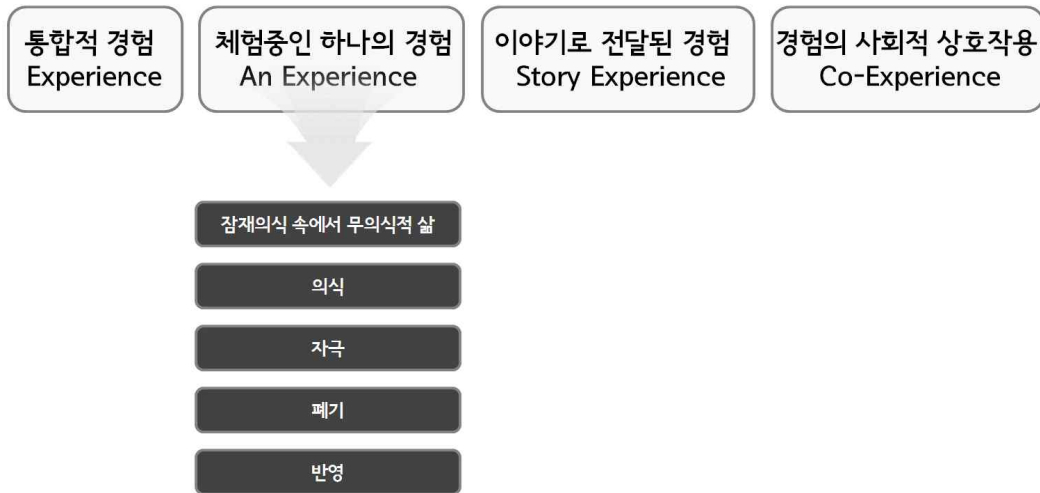 통합적 경험
Experience
체험중인 하나의 경험
An Experience
이야기로 전달된 경험
Story Experience
경험의 사회적 상호작용
Co-Experience
잠재의식 속에서 무의식적 삶
의식
자극
폐기
반영